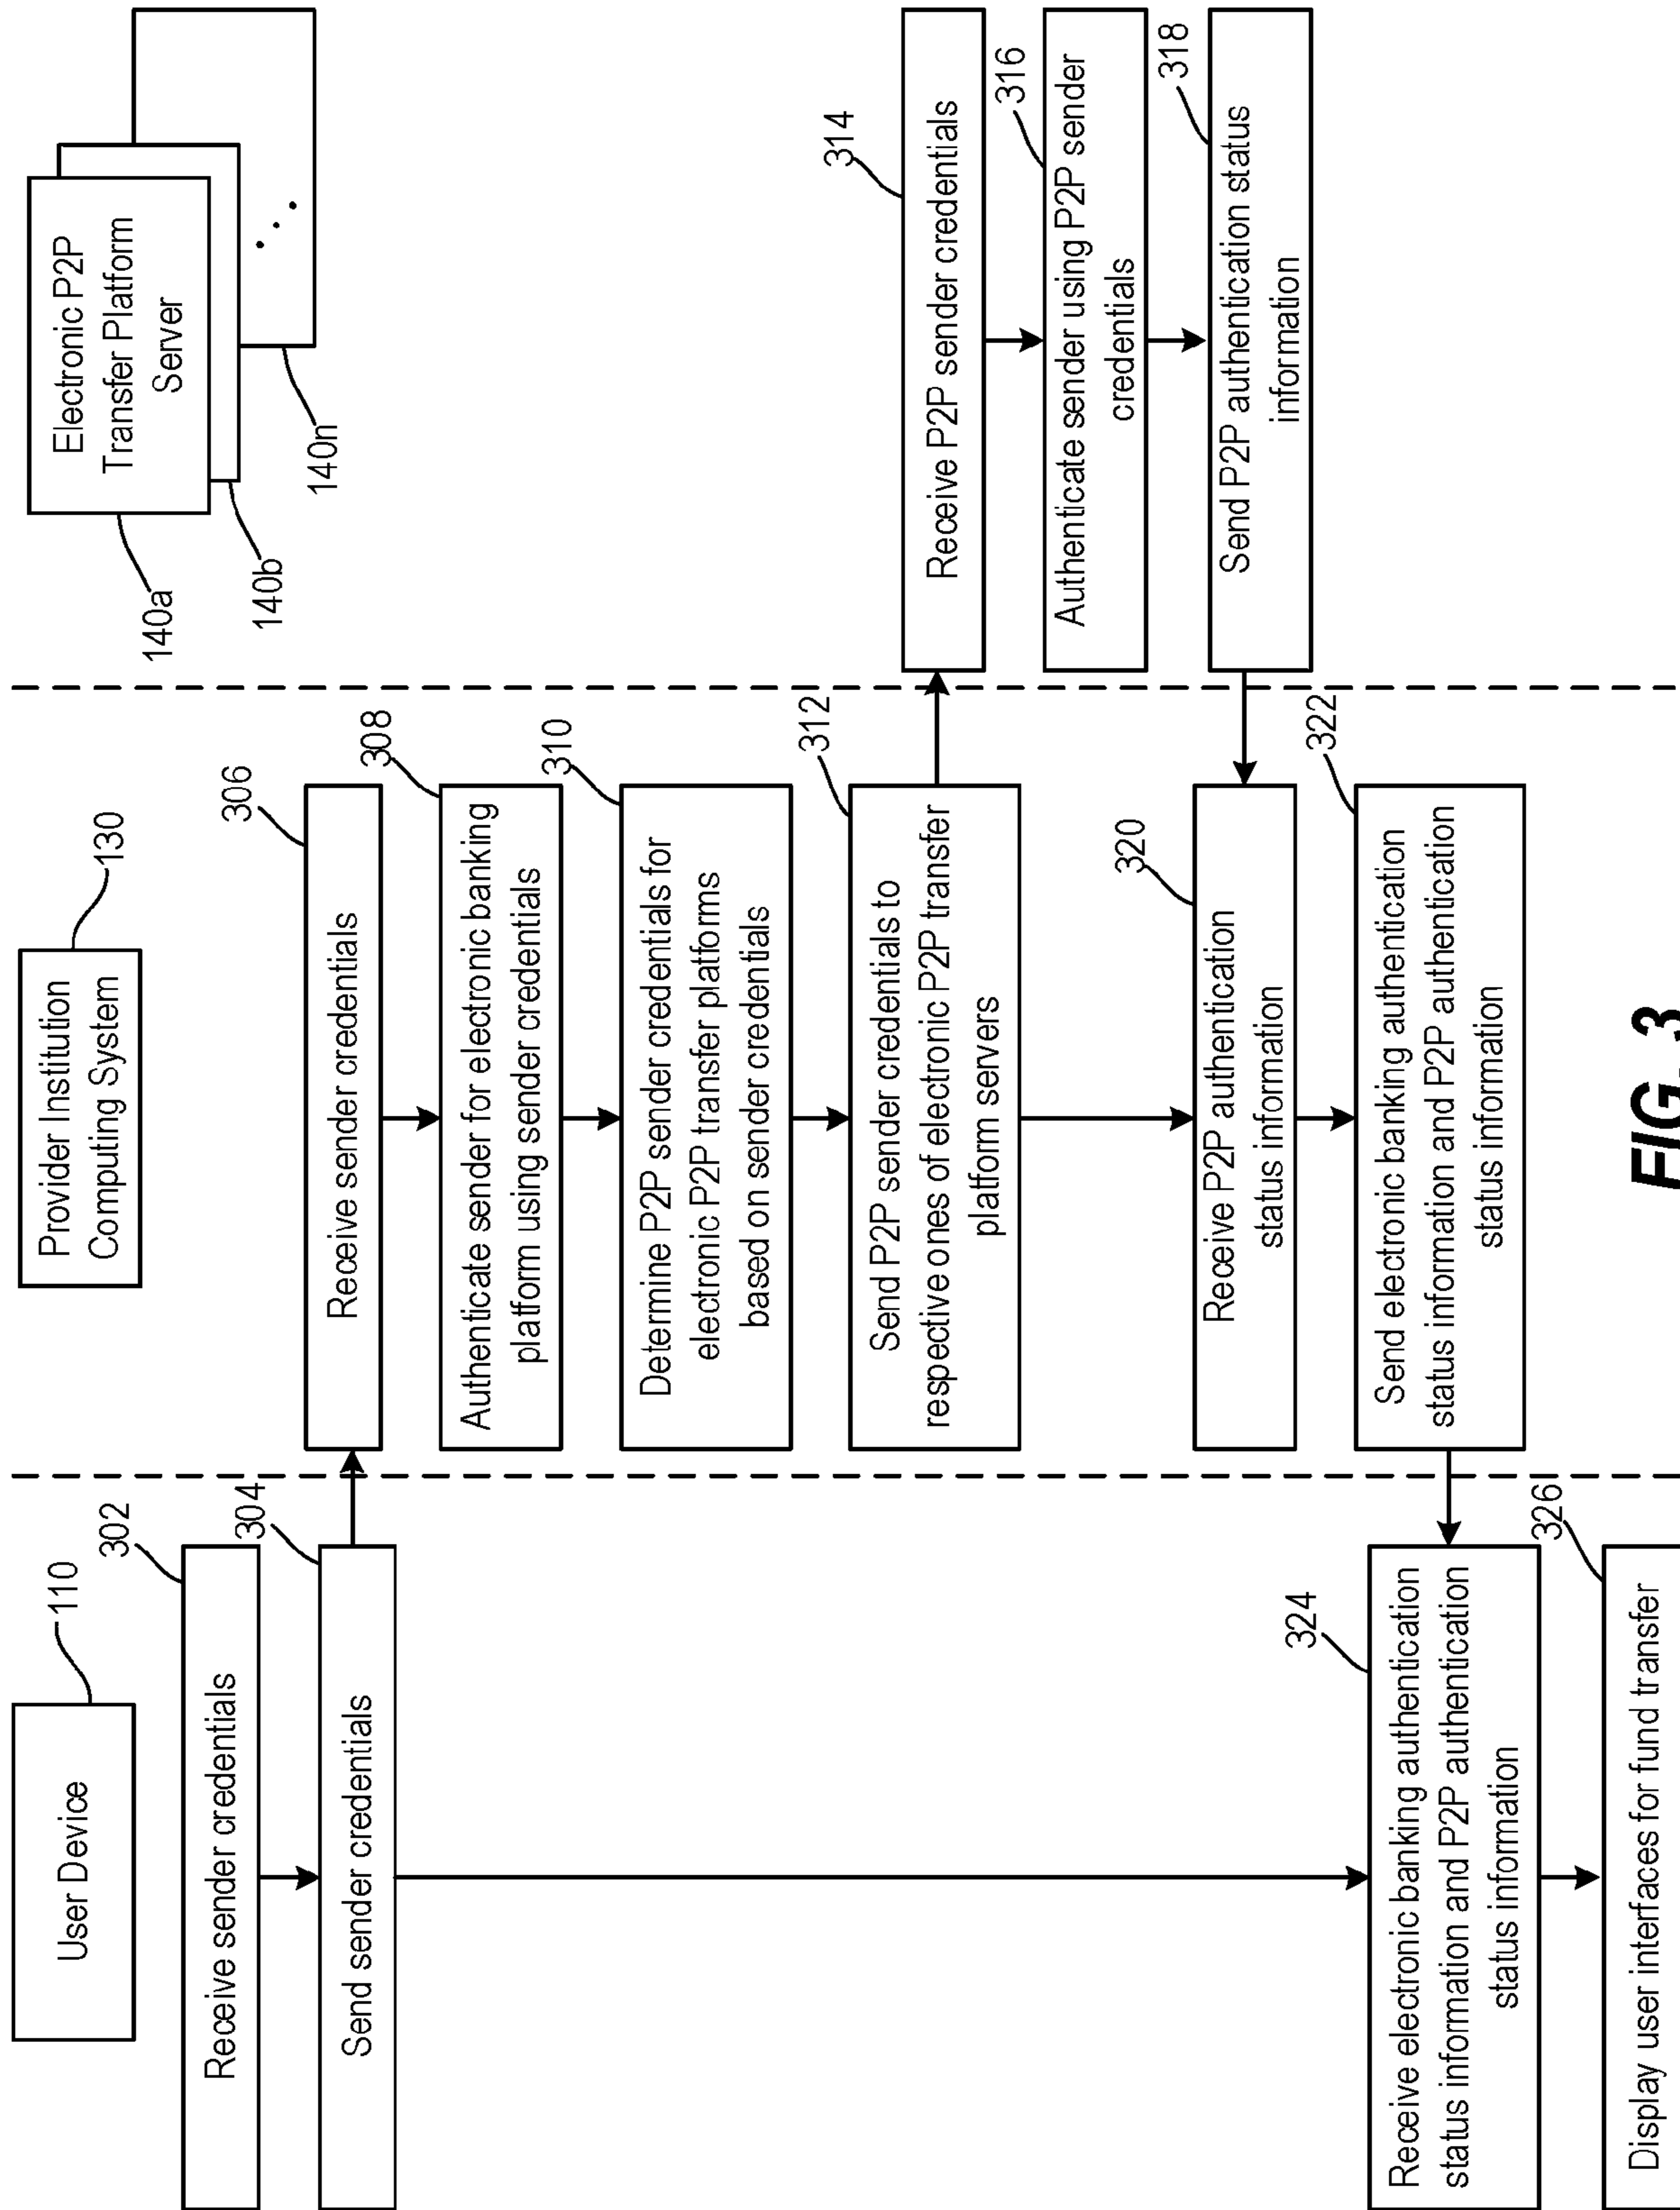 User Device
110
302
Receive sender credentials
304
Send sender credentials
324
Receive electronic banking authentication
status information and P2P authentication
status information
326
Display user interfaces for fund transfer
Provider Institution
Computing System
130
306
Receive sender credentials
308
Authenticate sender for electronic banking
platform using sender credentials
310
Determine P2P sender credentials for
electronic P2P transfer platforms
based on sender credentials
312
Send P2P sender credentials to
respective ones of electronic P2P transfer
platform servers
320
Receive P2P authentication
status information
322
Send electronic banking authentication
status information and P2P authentication
status information
Electronic P2P
Transfer Platform
Server
140a
140b
140n
314
Receive P2P sender credentials
316
Authenticate sender using P2P sender
credentials
318
Send P2P authentication status
information
FIG. 3